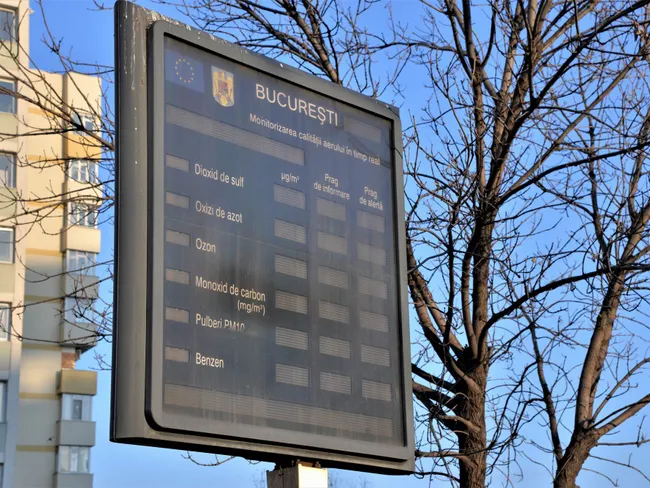 BUCUREȘTI
Monitorizarea calității aerului în timp real
µg/m³ Prag de informare Prag de alertă
Dioxid de sulf
Oxizi de azot
Ozon
Monoxid de carbon
(mg/m³)
Pulberi PM10
Benzen